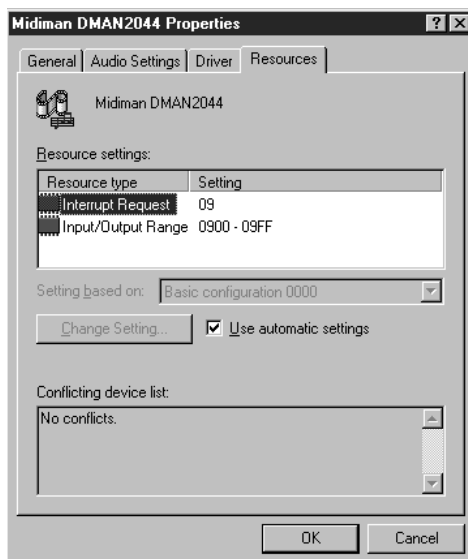 Midiman DMAN2044 Properties
General Audio Settings Driver Resources
Midiman DMAN2044
Resource settings:
Resource type Setting
Interrupt Request 09
Input/Output Range 0900 - 09FF
Setting based on: Basic configuration 0000
Change Setting... Use automatic settings
Conflicting device list:
No conflicts.
OK Cancel